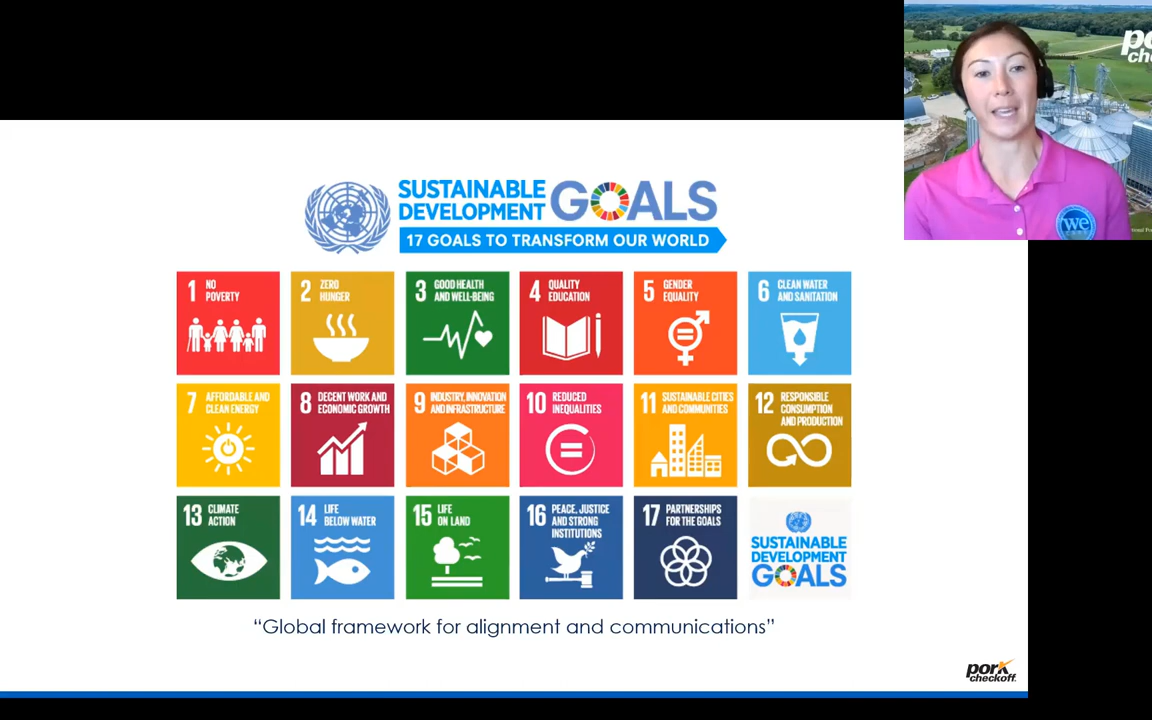 SUSTAINABLE
DEVELOPMENT
GOALS
17 GOALS TO TRANSFORM OUR WORLD
1 NO
POVERTY
2 ZERO
HUNGER
3 GOOD HEALTH
AND WELL-BEING
4 QUALITY
EDUCATION
5 GENDER
EQUALITY
6 CLEAN WATER
AND SANITATION
7 AFFORDABLE AND
CLEAN ENERGY
8 DECENT WORK AND
ECONOMIC GROWTH
9 INDUSTRY, INNOVATION
AND INFRASTRUCTURE
10 REDUCED
INEQUALITIES
11 SUSTAINABLE CITIES
AND COMMUNITIES
12 RESPONSIBLE
CONSUMPTION
AND PRODUCTION
13 CLIMATE
ACTION
14 LIFE
BELOW WATER
15 LIFE
ON LAND
16 PEACE, JUSTICE
AND STRONG
INSTITUTIONS
17 PARTNERSHIPS
FOR THE GOALS
SUSTAINABLE
DEVELOPMENT
GOALS
“Global framework for alignment and communications”
pork
checkoff.
we